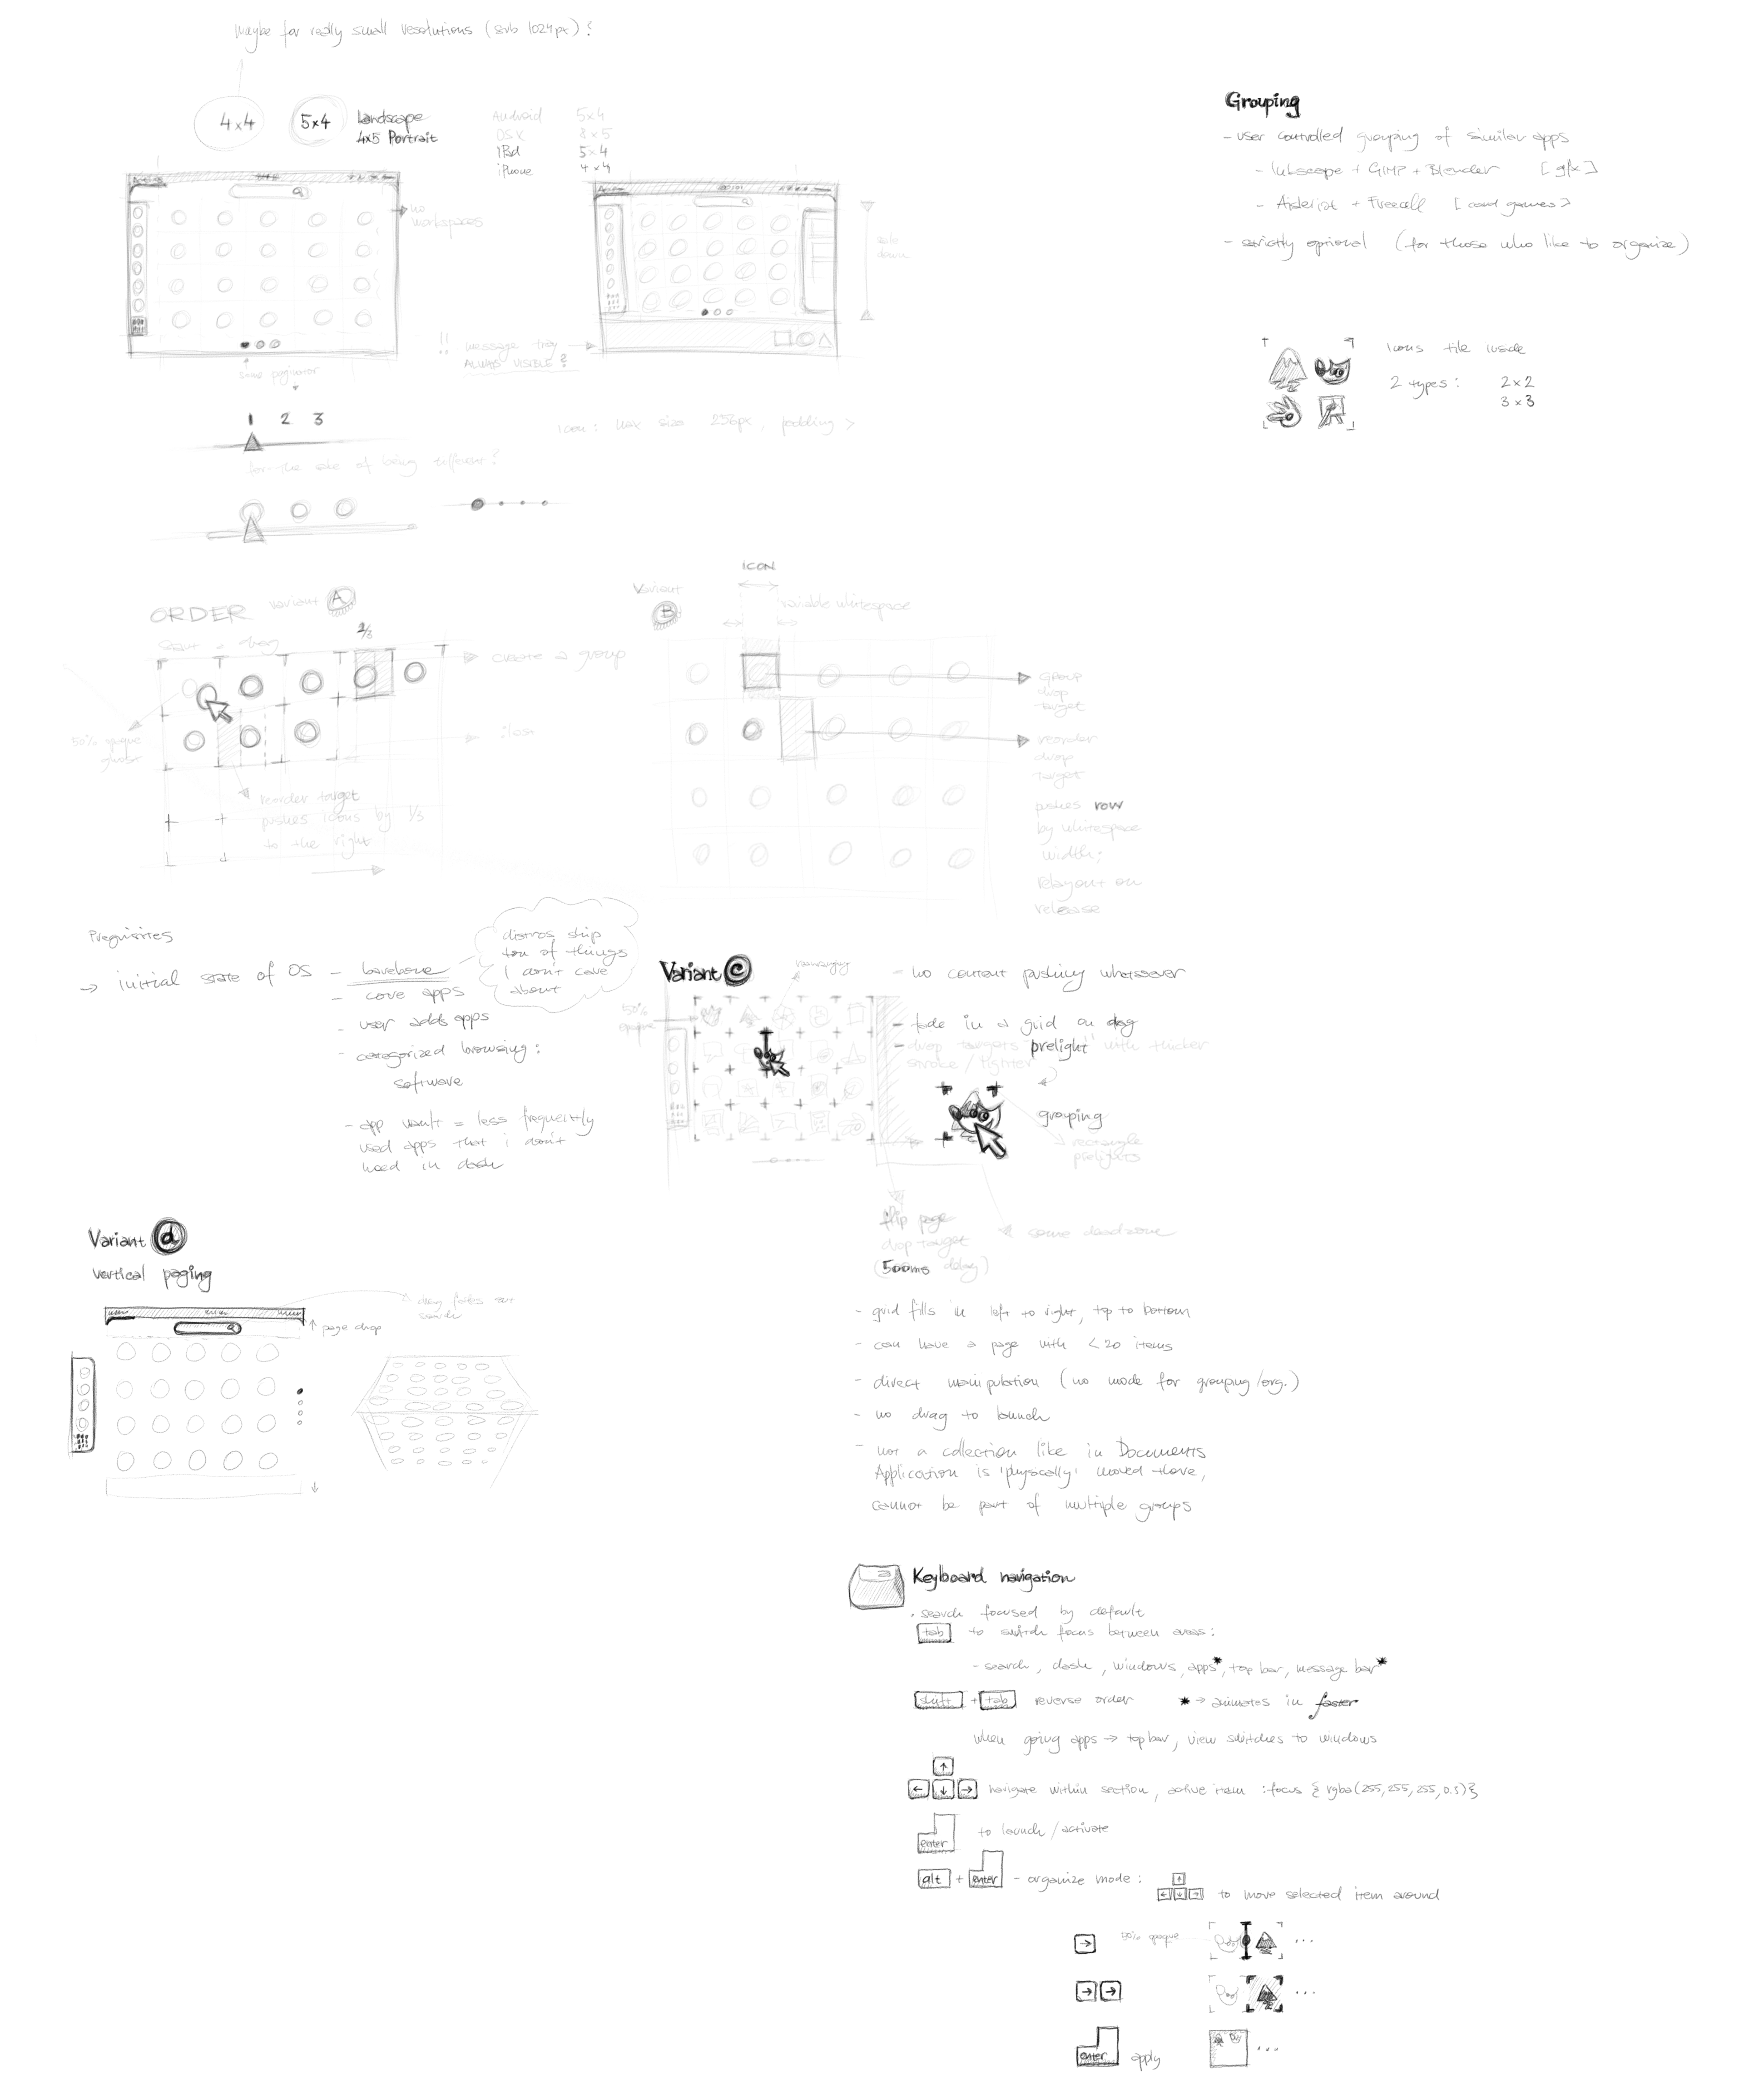 maybe for really small resolutions (sub 1024px)?
4x4
5x4
Landscape
4x5 Portrait
Android 5x4
OSX 8x5
iPad 5x4
iPhone 4x4
no
workspaces
!! message tray
ALWAYS VISIBLE?
down
some paginator
1 2 3
for the sake of being different?
icon: max size 256px, padding >
Grouping
- user controlled grouping of similar apps
- Inkscape + GIMP + Blender [gfx]
- Aisleriot + Freecell [card games]
- strictly optional (for those who like to organize)
icons tile inside
2 types: 2x2
3x3
ORDER variant A
1/3
create a group
50% opaque
ghost
reorder target
pushes icons by 1/3
to the right
Variant
B
ICON
variable whitespace
group
drop
target
reorder
drop
target
pushes row
by whitespace
width;
relayout on
release
Prequisites
→ initial state of OS - barebone
- core apps
- user adds apps
- categorized browsing:
software
- app vault = less frequently
used apps that i don't
need in dash
distros ship
ton of things
I don't care
about
Variant C
rearranging
50%
opaque
- no content pushing whatsoever
- fade in a grid on drag
- drop targets "prelight" with thicker
stroke / lighter
grouping
rectangle
prelights
flip page
drop target
(500ms delay)
some deadzone
- grid fills in left to right, top to bottom
- can have a page with <20 items
- direct manipulation (no mode for grouping/org.)
- no drag to launch
- not a collection like in Documents
Application is 'physically' moved there,
cannot be part of multiple groups
Variant d
vertical paging
drag fades out
search
↑ page drop
↓
Keyboard navigation
. search focused by default
tab to switch focus between areas:
- search, dash, windows, apps*, top bar, message bar*
shift + tab reverse order * → animates in faster
when going apps → top bar, view switches to windows
↑
← ↓ → navigate within section, active item :focus { rgba(255,255,255,0.3)}
enter to launch / activate
alt + enter - organize mode: ↑
← ↓ → to move selected item around
→ 50% opaque ...
→ → ...
enter apply ...